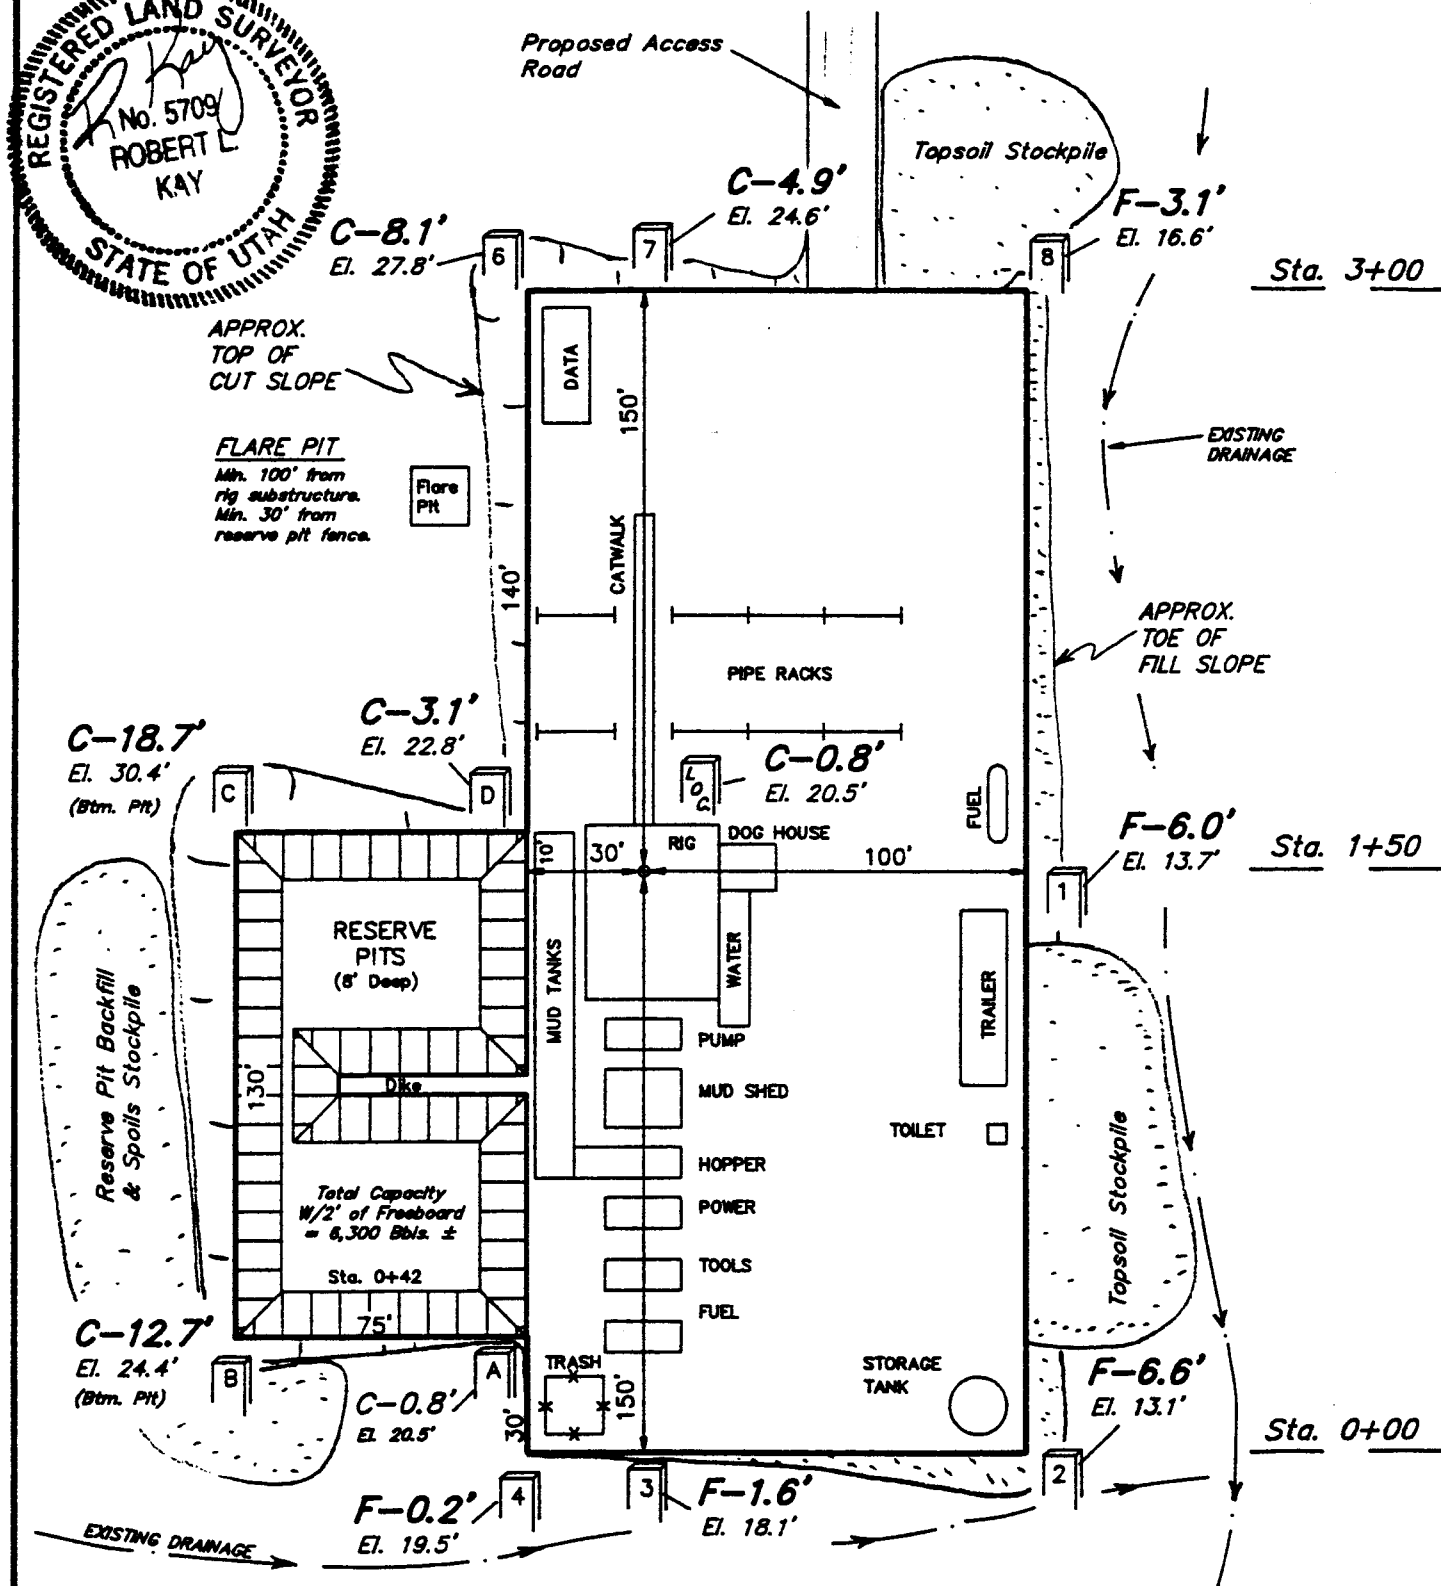 REGISTERED LAND SURVEYOR
No. 5709
ROBERT L.
KAY
STATE OF UTAH
Proposed Access
Road
Topsoil Stockpile
C-8.1'
El. 27.8'
6
C-4.9'
El. 24.6'
7
F-3.1'
El. 16.6'
8
Sta. 3+00
APPROX.
TOP OF
CUT SLOPE
DATA
150'
EXISTING
DRAINAGE
FLARE PIT
Min. 100' from
rig substructure.
Min. 30' from
reserve pit fence.
Flare
Pit
CATWALK
140'
APPROX.
TOE OF
FILL SLOPE
PIPE RACKS
C-18.7'
El. 30.4'
(Btm. Pit)
C
C-3.1'
El. 22.8'
D
LOC
C-0.8'
El. 20.5'
FUEL
F-6.0'
El. 13.7'
1
Sta. 1+50
10'
30'
RIG
DOG HOUSE
100'
RESERVE
PITS
(8' Deep)
MUD TANKS
WATER
TRAILER
Reserve Pit Backfill
& Spoils Stockpile
130'
Dike
PUMP
MUD SHED
TOILET
HOPPER
POWER
TOOLS
FUEL
Topsoil Stockpile
Total Capacity
W/2' of Freeboard
= 6,300 Bbls. ±
Sta. 0+42
75'
C-12.7'
El. 24.4'
(Btm. Pit)
B
C-0.8'
El. 20.5'
A
TRASH
30'
150'
STORAGE
TANK
F-6.6'
El. 13.1'
2
Sta. 0+00
F-0.2'
El. 19.5'
4
3
F-1.6'
El. 18.1'
EXISTING DRAINAGE